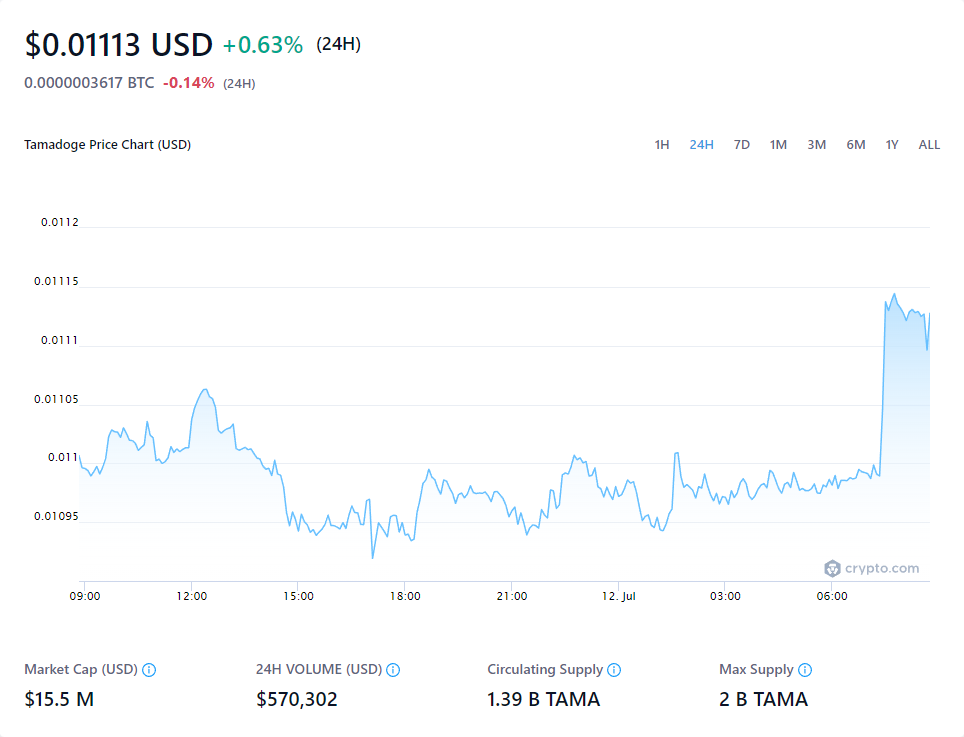 $0.01113 USD +0.63% (24H)
0.0000003617 BTC -0.14% (24H)
Tamadoge Price Chart (USD) 1H 24H 7D 1M 3M 6M 1Y ALL
0.0112
0.01115
0.0111
0.01105
0.011
0.01095
crypto.com
09:00 12:00 15:00 18:00 21:00 12. Jul 03:00 06:00
Market Cap (USD) 24H VOLUME (USD) Circulating Supply Max Supply
$15.5 M $570,302 1.39 B TAMA 2 B TAMA